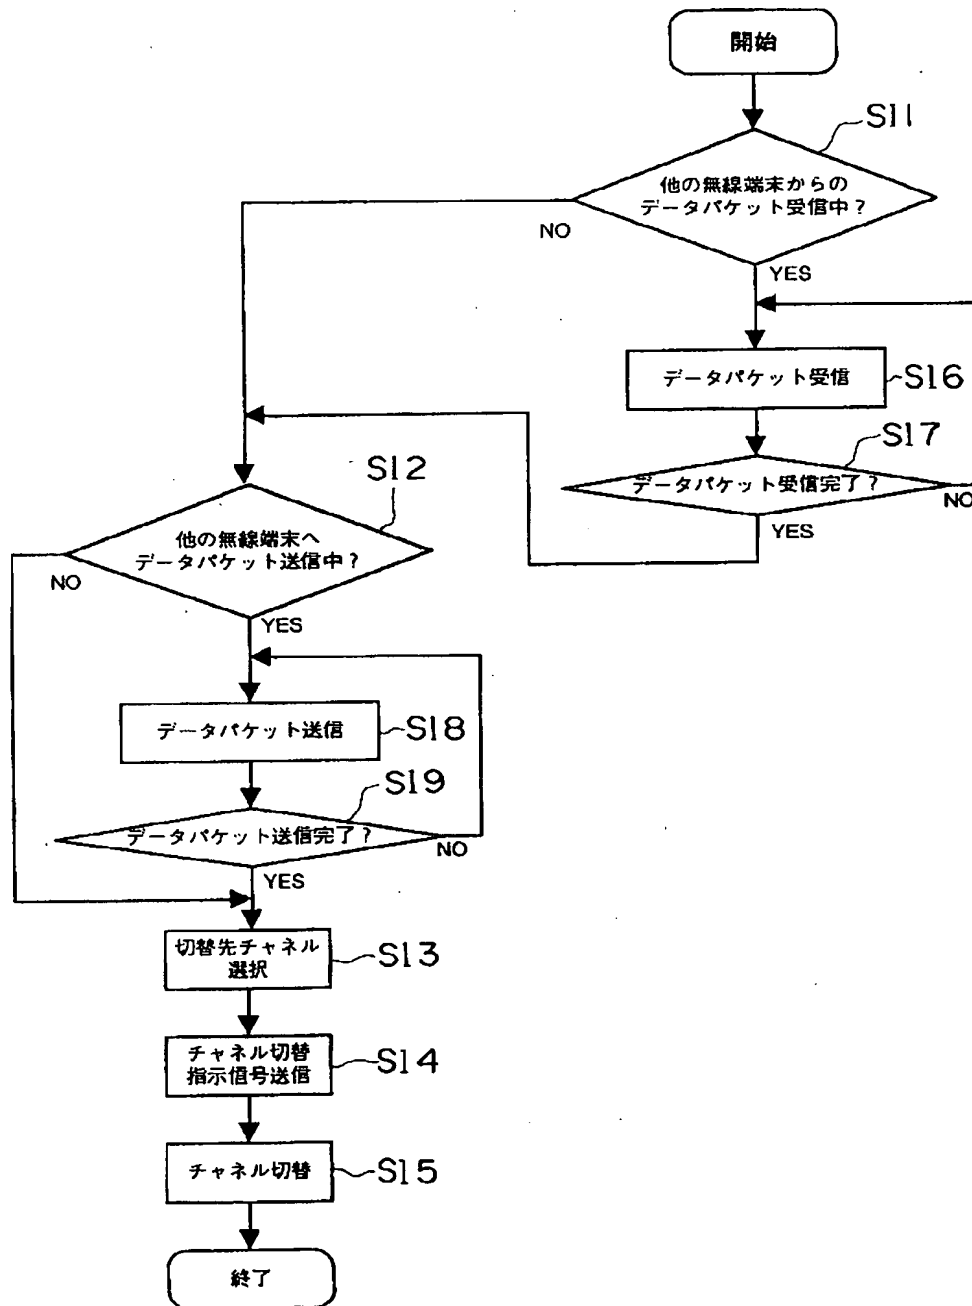 開始
S11
他の無線端末からの
データパケット受信中？
NO
YES
データパケット受信
S16
S17
データパケット受信完了？
NO
YES
S12
他の無線端末へ
データパケット送信中？
NO
YES
データパケット送信
S18
S19
データパケット送信完了？
NO
YES
切替先チャネル
選択
S13
チャネル切替
指示信号送信
S14
チャネル切替
S15
終了